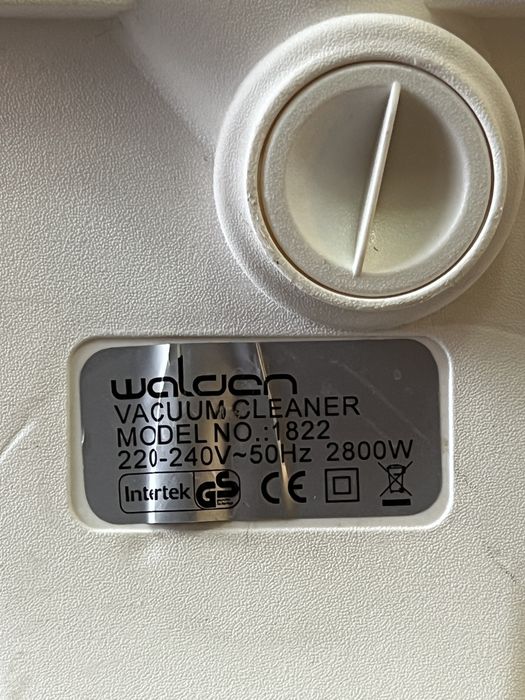 walden
VACUUM CLEANER
MODEL NO.:1822
220-240V~50Hz 2800W
Intertek GS CE